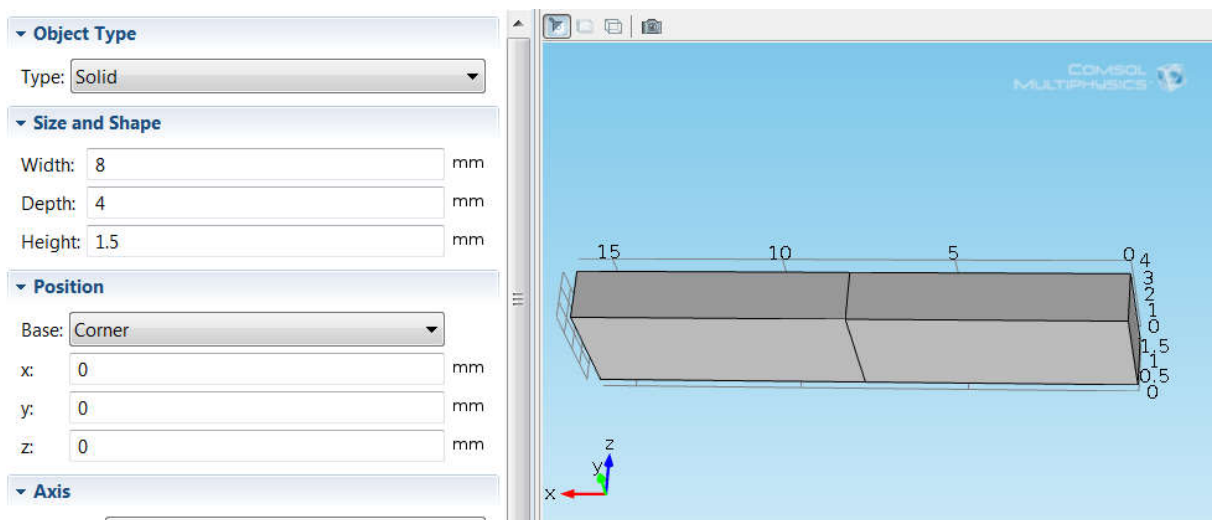 Object Type
Type: Solid
Size and Shape
Width: 8 mm
Depth: 4 mm
Height: 1.5 mm
Position
Base: Corner
x: 0 mm
y: 0 mm
z: 0 mm
Axis
COMSOL
MULTIPHYSICS
15 10 5 0 4
3
2
1
0
1.5
1
0.5
0
z
y
x